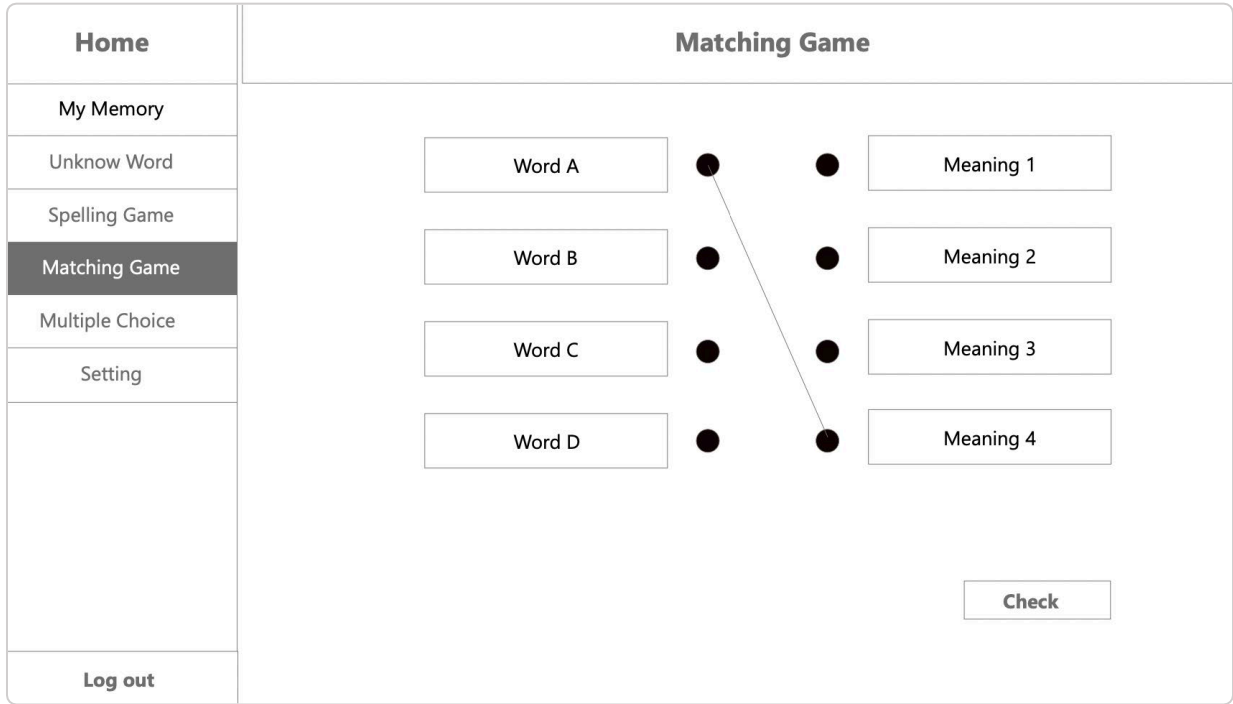 Home
Matching Game
My Memory
Unknow Word
Spelling Game
Matching Game
Multiple Choice
Setting
Log out
Word A
Meaning 1
Word B
Meaning 2
Word C
Meaning 3
Word D
Meaning 4
Check